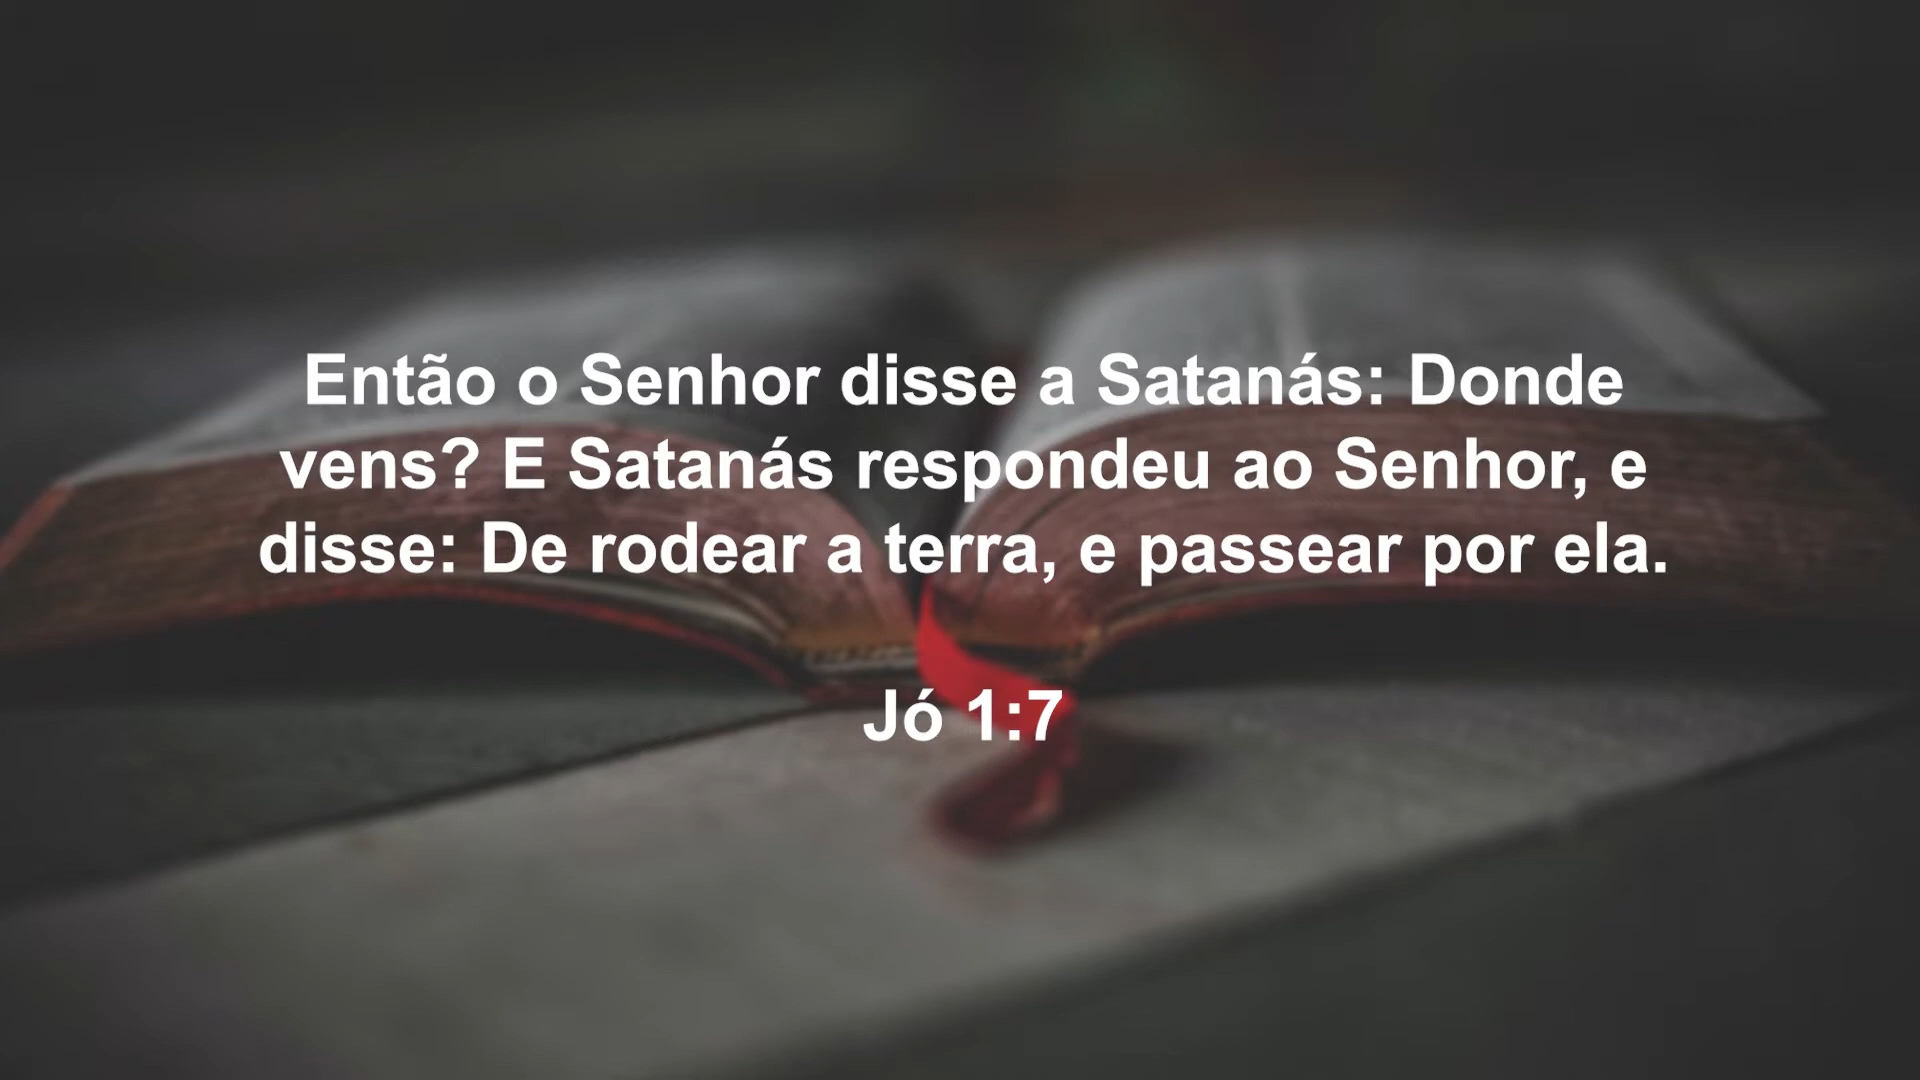 Então o Senhor disse a Satanás: Donde
vens? E Satanás respondeu ao Senhor, e
disse: De rodear a terra, e passear por ela.
Jó 1:7